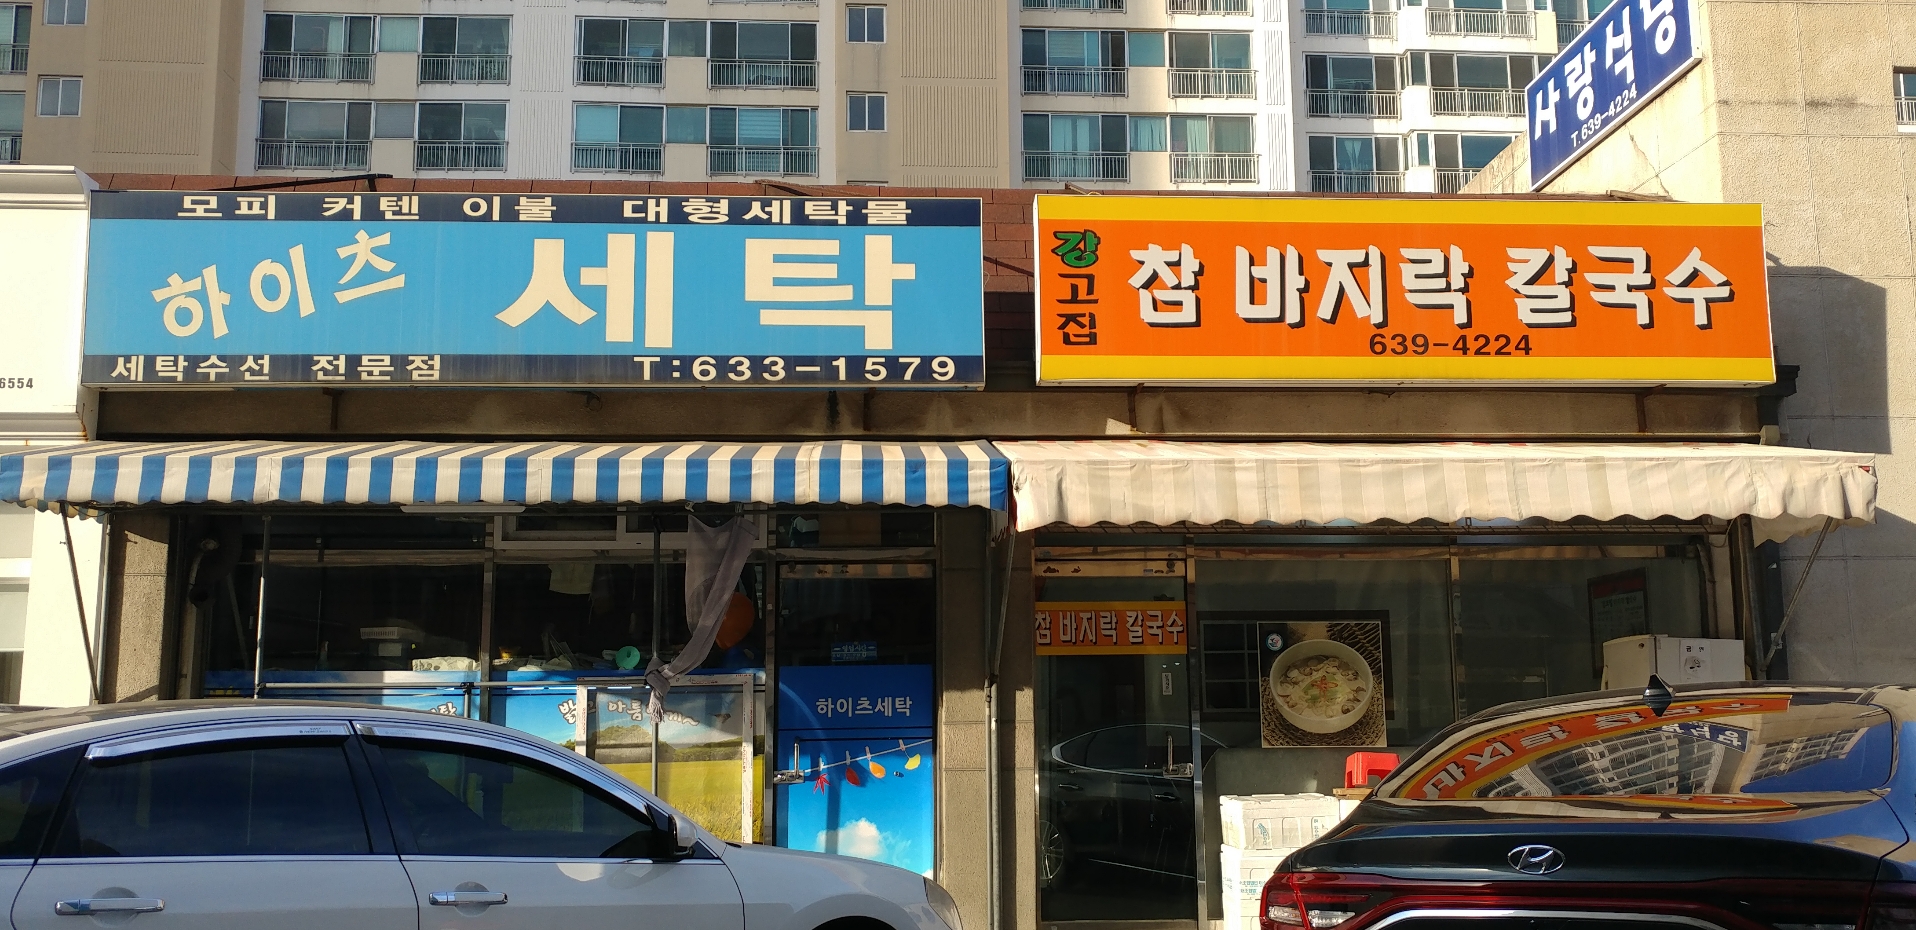 사랑식당
T.639-4224
모피 커텐 이불 대형세탁물
하이츠 세탁
세탁수선 전문점 T:633-1579
6554
강고집
참 바지락 칼국수
639-4224
참 바지락 칼국수
하이츠세탁